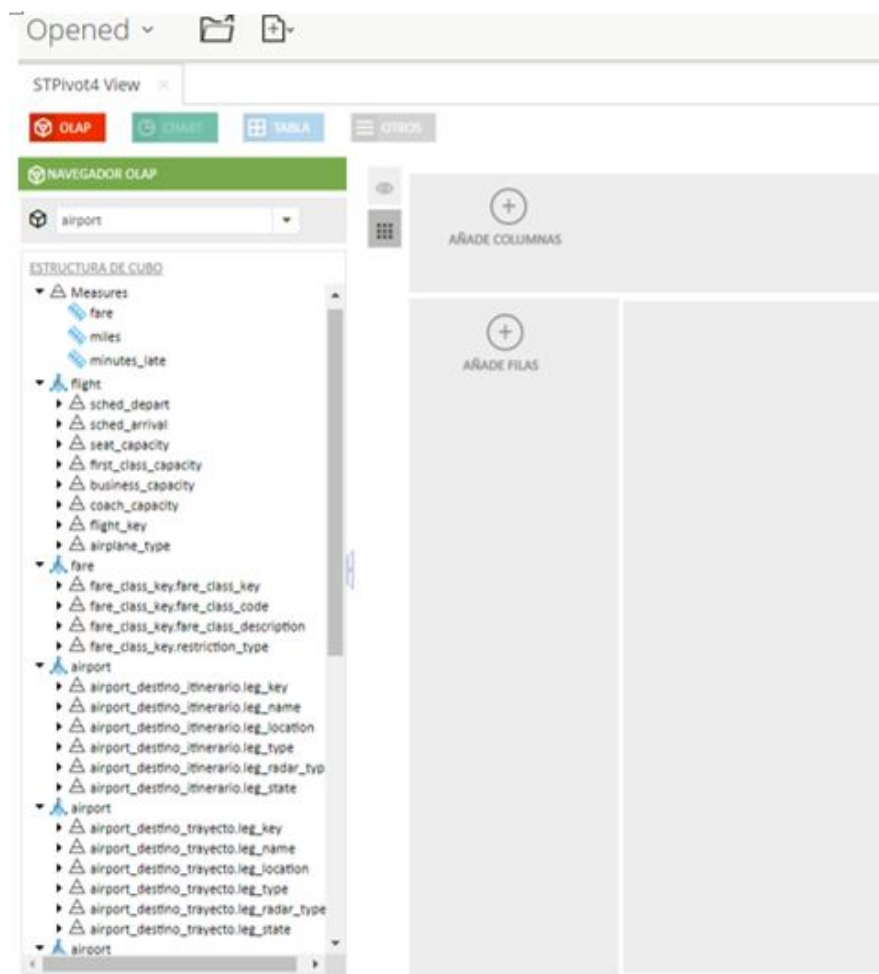 Opened
STPivot4 View
OLAP
CHART
TABLA
OTROS
NAVEGADOR OLAP
airport
ESTRUCTURA DE CUBO
Measures
fare
miles
minutes_late
flight
sched_depart
sched_arrival
seat_capacity
first_class_capacity
business_capacity
coach_capacity
flight_key
airplane_type
fare
fare_class_key.fare_class_key
fare_class_key.fare_class_code
fare_class_key.fare_class_description
fare_class_key.restriction_type
airport
airport_destino_itinerario.leg_key
airport_destino_itinerario.leg_name
airport_destino_itinerario.leg_location
airport_destino_itinerario.leg_type
airport_destino_itinerario.leg_radar_typ
airport_destino_itinerario.leg_state
airport
airport_destino_trayecto.leg_key
airport_destino_trayecto.leg_name
airport_destino_trayecto.leg_location
airport_destino_trayecto.leg_type
airport_destino_trayecto.leg_radar_type
airport_destino_trayecto.leg_state
airport
AÑADE COLUMNAS
AÑADE FILAS